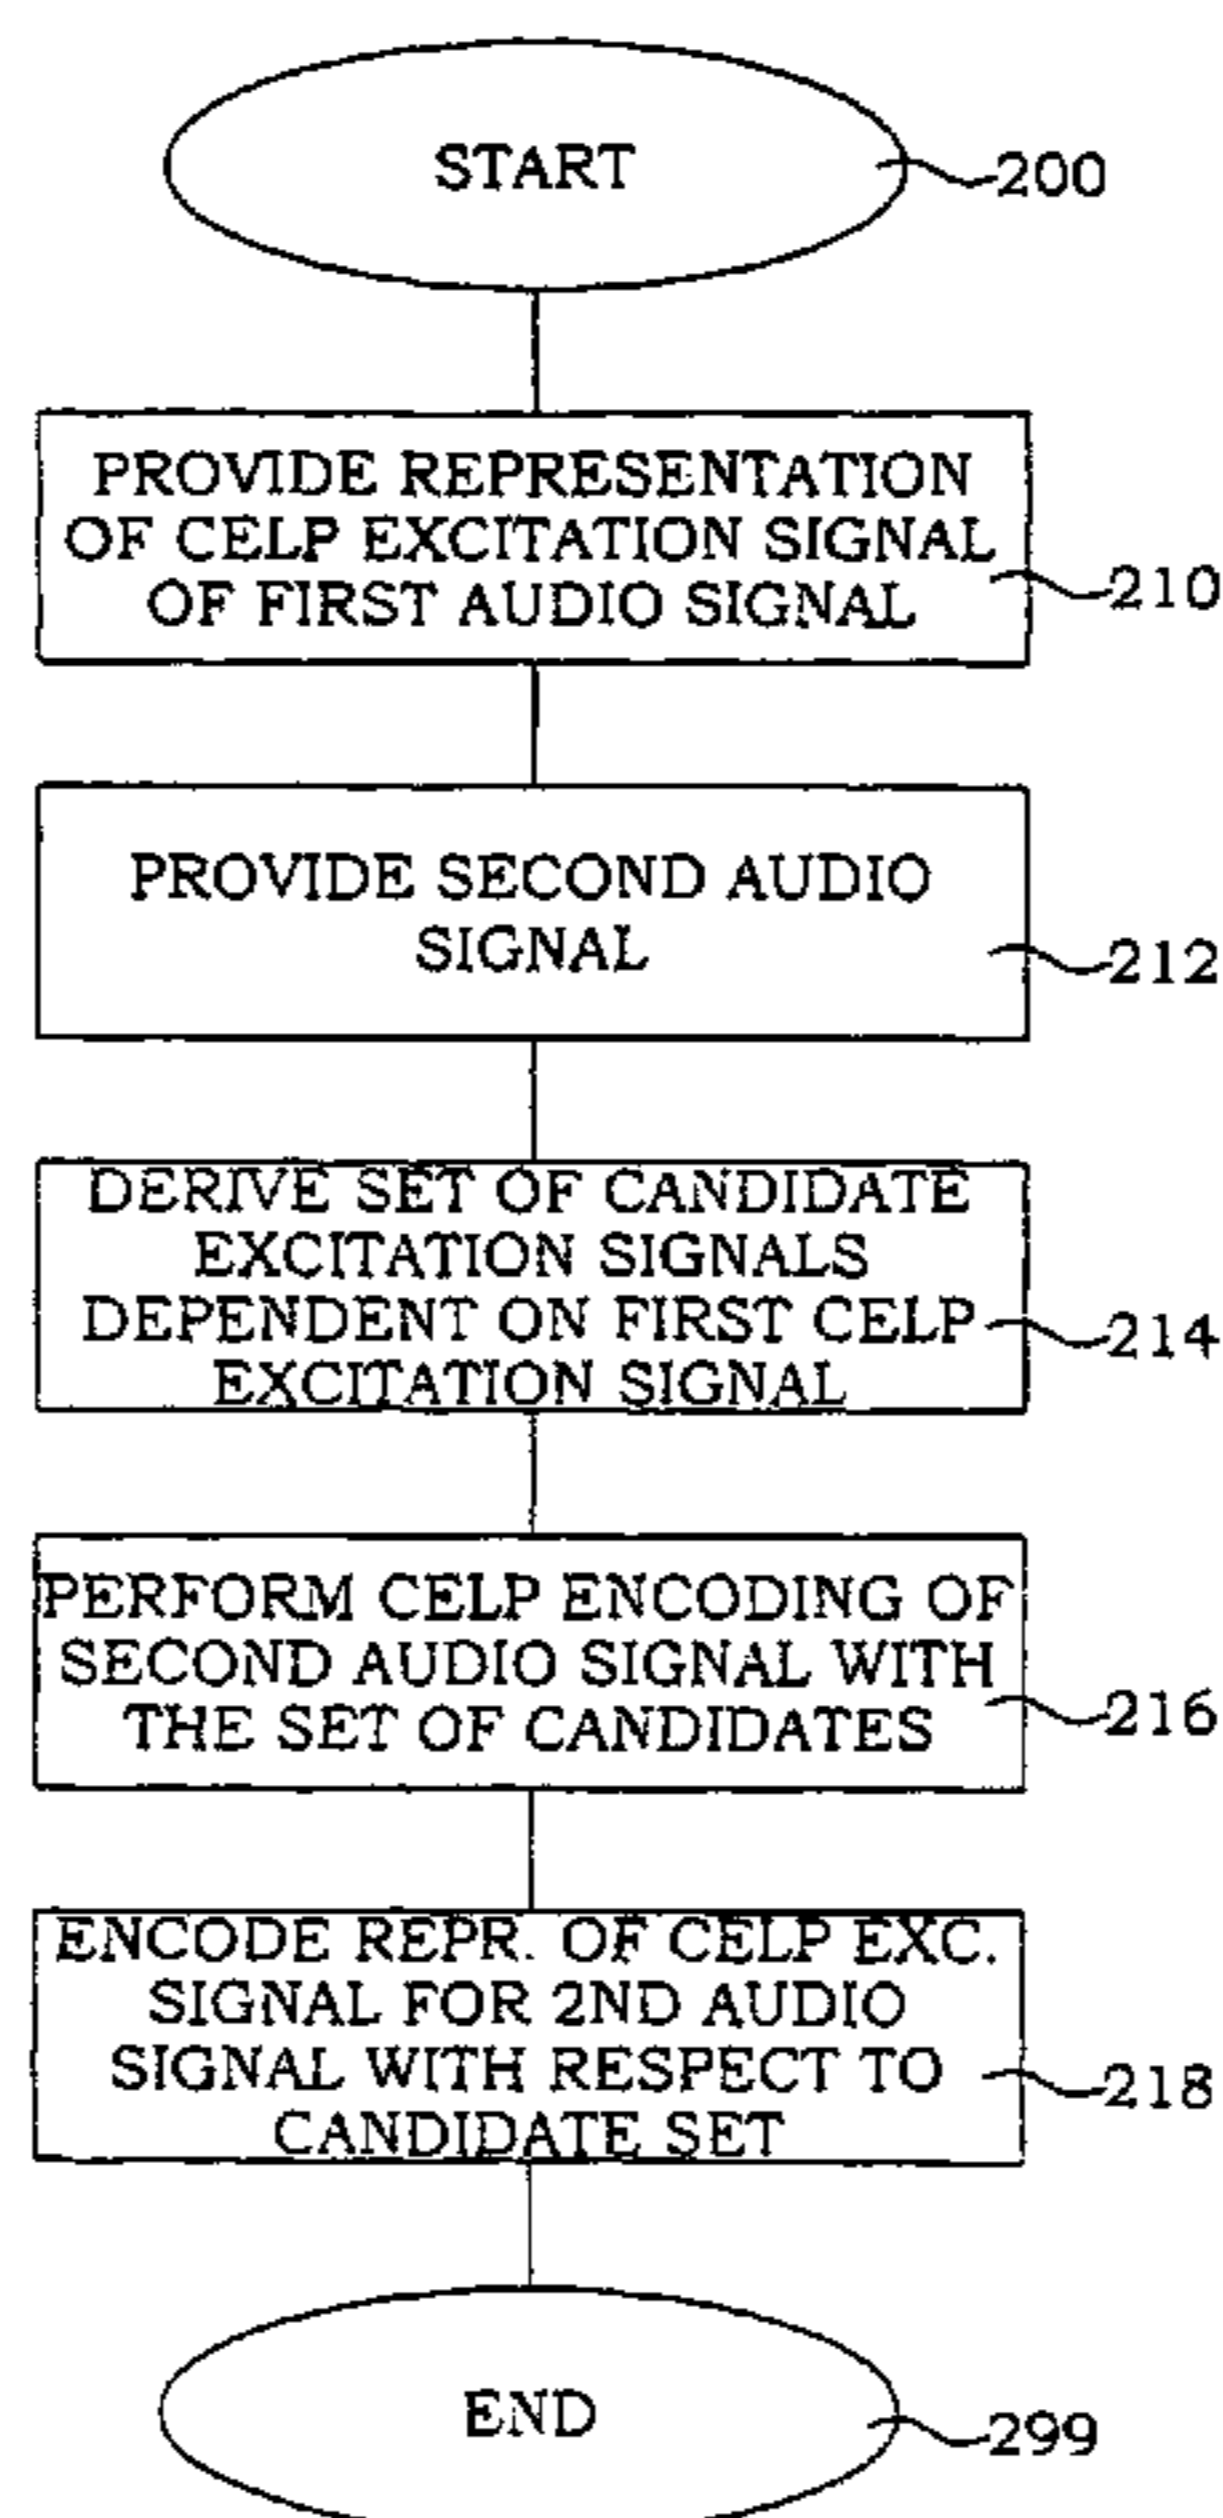 START
200
PROVIDE REPRESENTATION
OF CELP EXCITATION SIGNAL
OF FIRST AUDIO SIGNAL
210
PROVIDE SECOND AUDIO
SIGNAL
212
DERIVE SET OF CANDIDATE
EXCITATION SIGNALS
DEPENDENT ON FIRST CELP
EXCITATION SIGNAL
214
PERFORM CELP ENCODING OF
SECOND AUDIO SIGNAL WITH
THE SET OF CANDIDATES
216
ENCODE REPR. OF CELP EXC.
SIGNAL FOR 2ND AUDIO
SIGNAL WITH RESPECT TO
CANDIDATE SET
218
END
299